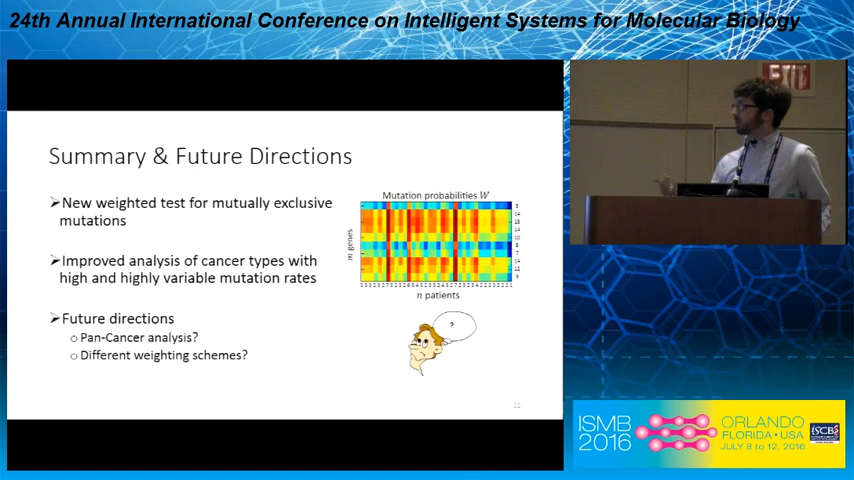 24th Annual International Conference on Intelligent Systems for Molecular Biology
EXIT
Summary & Future Directions
➢New weighted test for mutually exclusive
mutations
➢Improved analysis of cancer types with
high and highly variable mutation rates
➢Future directions
○ Pan-Cancer analysis?
○ Different weighting schemes?
Mutation probabilities W
m genes
n patients
?
ISMB
2016
ORLANDO
FLORIDA • USA
JULY 8 to 12, 2016
ISCB